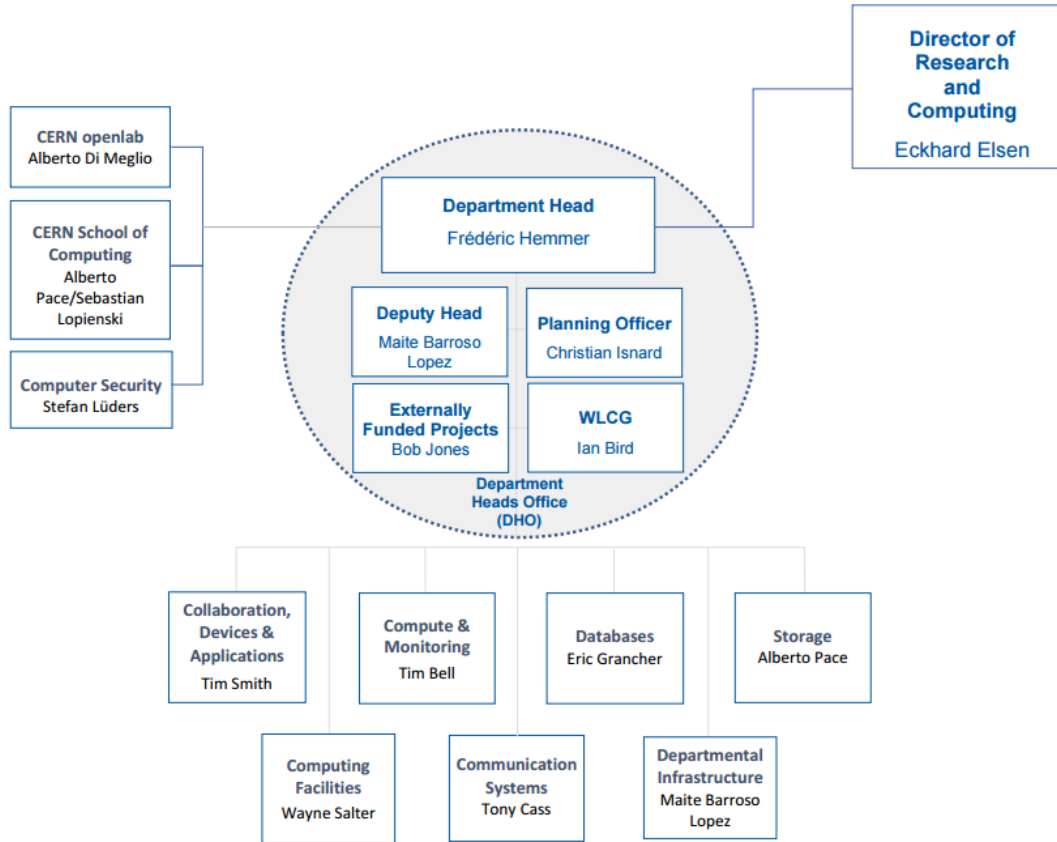 Director of
Research
and
Computing
Eckhard Elsen
CERN openlab
Alberto Di Meglio
CERN School of
Computing
Alberto
Pace/Sebastian
Lopienski
Computer Security
Stefan Lüders
Department Head
Frédéric Hemmer
Deputy Head
Maite Barroso
Lopez
Planning Officer
Christian Isnard
Externally
Funded Projects
Bob Jones
WLCG
Ian Bird
Department
Heads Office
(DHO)
Collaboration,
Devices &
Applications
Tim Smith
Compute &
Monitoring
Tim Bell
Databases
Eric Grancher
Storage
Alberto Pace
Computing
Facilities
Wayne Salter
Communication
Systems
Tony Cass
Departmental
Infrastructure
Maite Barroso
Lopez